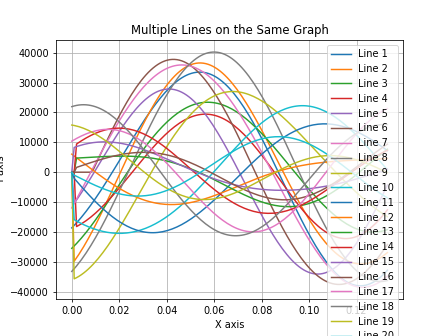 Multiple Lines on the Same Graph
40000
30000
20000
10000
0
−10000
−20000
−30000
−40000
0.00
0.02
0.04
0.06
0.08
0.10
X axis
Line 1
Line 2
Line 3
Line 4
Line 5
Line 6
Line 7
Line 8
Line 9
Line 10
Line 11
Line 12
Line 13
Line 14
Line 15
Line 16
Line 17
Line 18
Line 19
Line 20